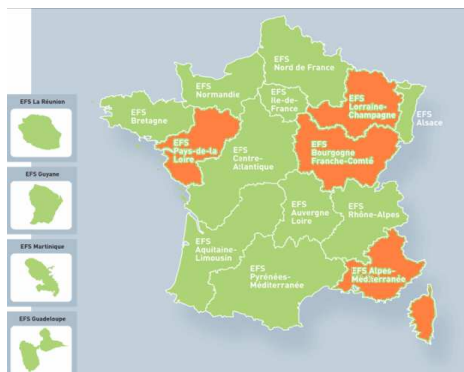 EFS
Nord de France
EFS
Normandie
EFS
Ile-de-
France
EFS
Lorraine-
Champagne
EFS
Alsace
EFS La Réunion
EFS
Bretagne
EFS
Pays-de-la
Loire
EFS
Centre-
Atlantique
EFS
Bourgogne
Franche-Comté
EFS Guyane
EFS
Auvergne
Loire
EFS
Rhône-Alpes
EFS Martinique
EFS
Aquitaine-
Limousin
EFS
Pyrénées-
Méditerranée
EFS Alpes-
Méditerranée
EFS Guadeloupe